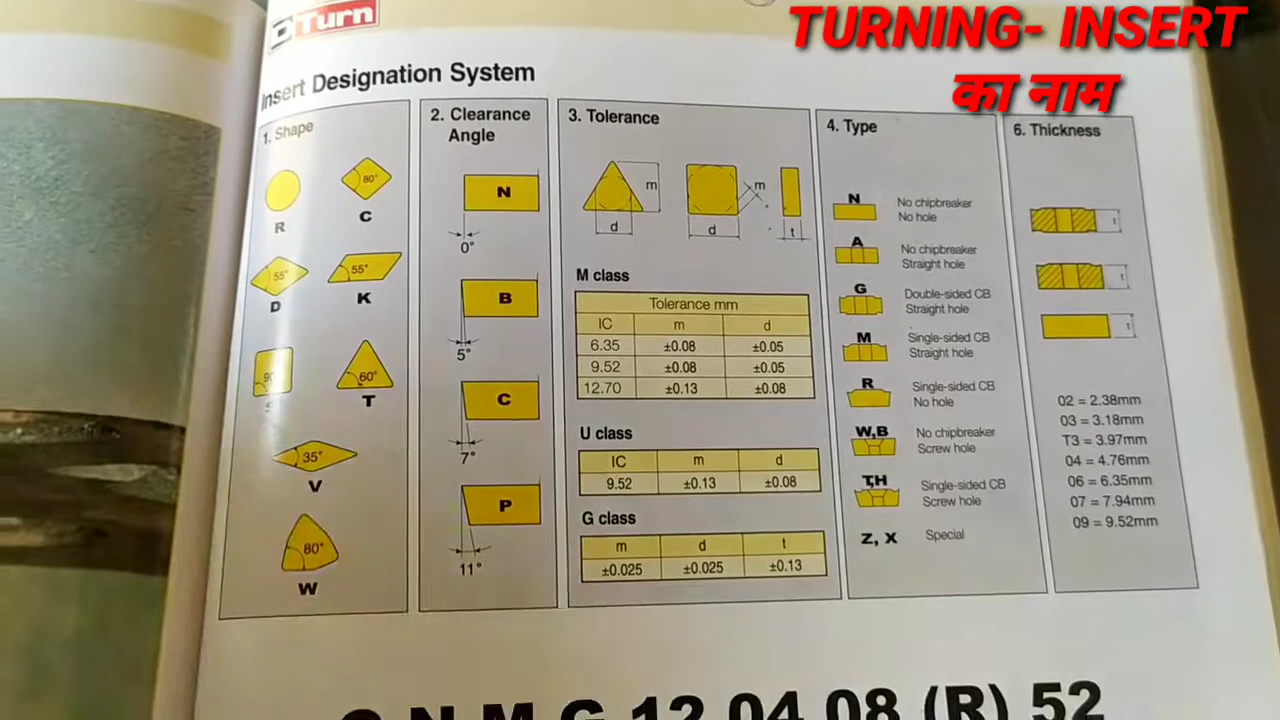 Turn
TURNING- INSERT
का नाम
Insert Designation System
1. Shape
R
80°
C
55°
D
55°
K
90
S
60°
T
35°
V
80°
W
2. Clearance
Angle
N
0°
B
5°
C
7°
P
11°
3. Tolerance
m
d
m
d
t
M class
Tolerance mm
IC m d
6.35 ±0.08 ±0.05
9.52 ±0.08 ±0.05
12.70 ±0.13 ±0.08
U class
IC m d
9.52 ±0.13 ±0.08
G class
m d t
±0.025 ±0.025 ±0.13
4. Type
N No chipbreaker
No hole
A No chipbreaker
Straight hole
G Double-sided CB
Straight hole
M Single-sided CB
Straight hole
R Single-sided CB
No hole
W,B No chipbreaker
Screw hole
T,H Single-sided CB
Screw hole
Z, X Special
6. Thickness
t
t
t
02 = 2.38mm
03 = 3.18mm
T3 = 3.97mm
04 = 4.76mm
06 = 6.35mm
07 = 7.94mm
09 = 9.52mm
C N M G 12 04 08 (R) 52